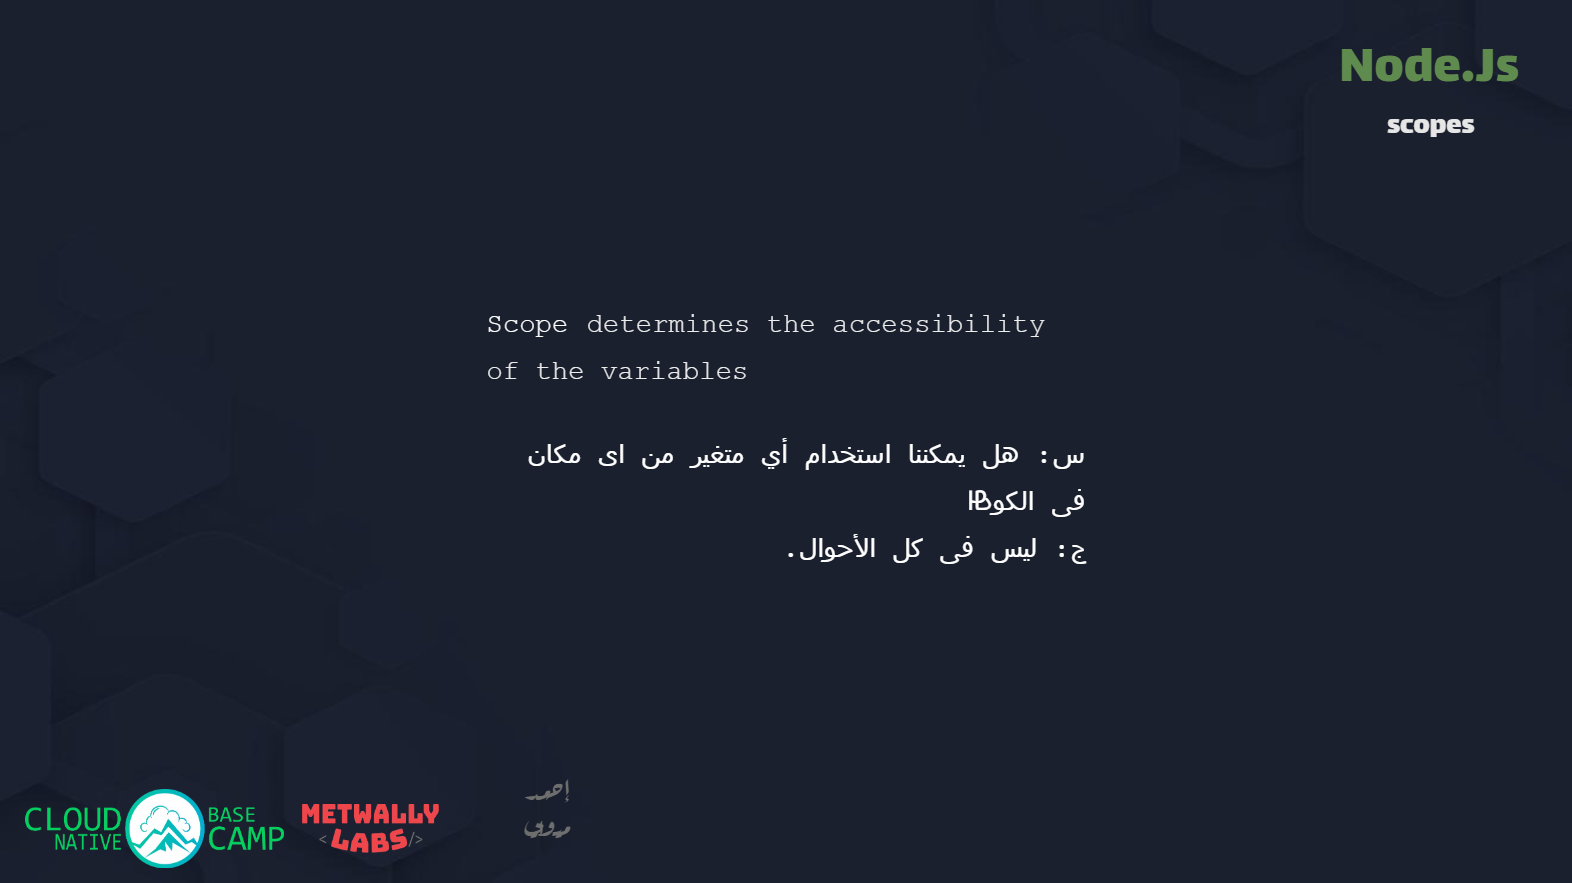 Node.Js
scopes
Scope determines the accessibility
of the variables
س: هل يمكننا استخدام أي متغير من اى مكان
فى الكود
ج: ليس فى كل الأحوال.
CLOUD NATIVE BASE CAMP
METWALLY
<LABS/>